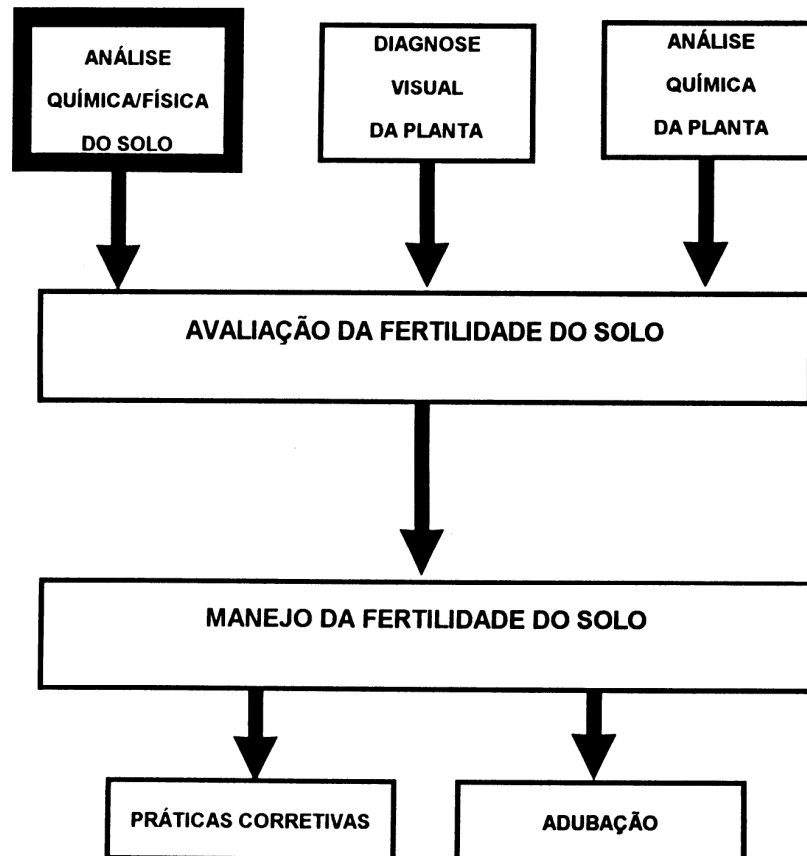 ANÁLISE
QUÍMICA/FÍSICA
DO SOLO
DIAGNOSE
VISUAL
DA PLANTA
ANÁLISE
QUÍMICA
DA PLANTA
AVALIAÇÃO DA FERTILIDADE DO SOLO
MANEJO DA FERTILIDADE DO SOLO
PRÁTICAS CORRETIVAS
ADUBAÇÃO